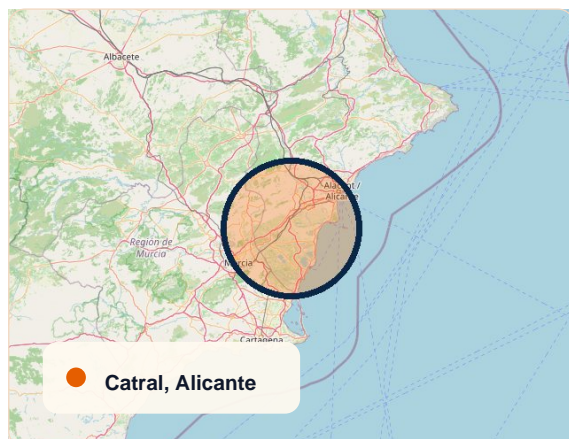 Albacete
Alacant /
Alicante
Región de
Murcia
Murcia
Cartagena
Catral, Alicante